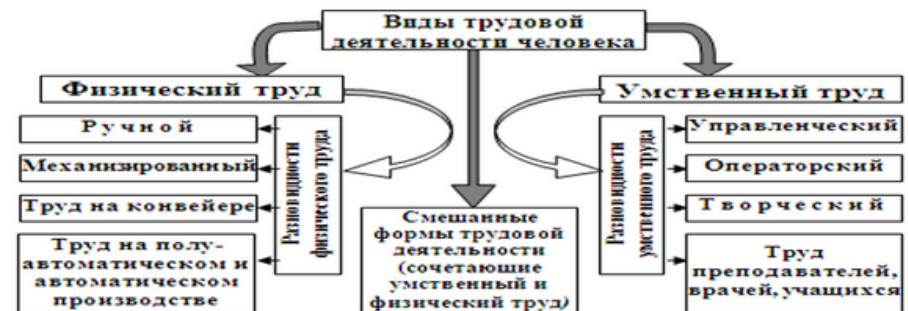 Виды трудовой
деятельности человека
Физический труд
Умственный труд
Ручной
Механизированный
Труд на конвейере
Труд на полу-
автоматическом и
автоматическом
производстве
Разновидности
физического труда
Смешанные
формы трудовой
деятельности
(сочетающие
умственный и
физический труд)
Разновидности
умственного труда
Управленческий
Операторский
Творческий
Труд
преподавателей,
врачей, учащихся